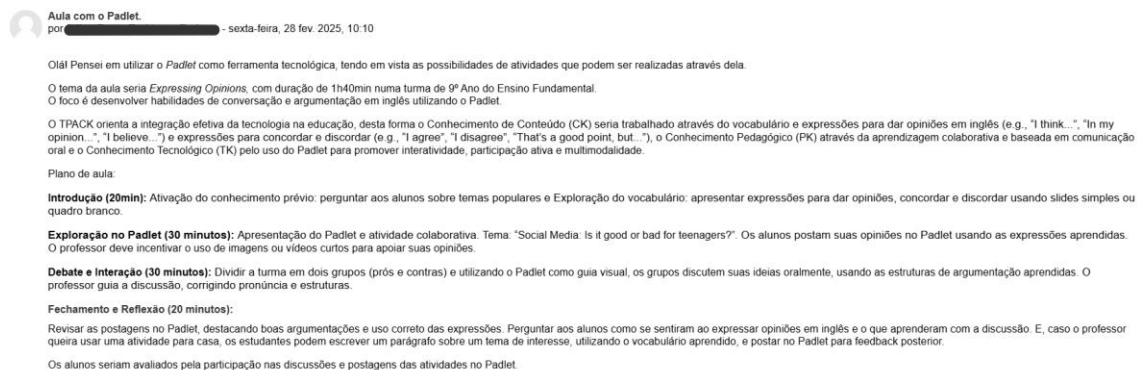 Aula com o Padlet.
por - sexta-feira, 28 fev. 2025, 10:10
Olá! Pensei em utilizar o Padlet como ferramenta tecnológica, tendo em vista as possibilidades de atividades que podem ser realizadas através dela.
O tema da aula seria Expressing Opinions, com duração de 1h40min numa turma de 9º Ano do Ensino Fundamental.
O foco é desenvolver habilidades de conversação e argumentação em inglês utilizando o Padlet.
O TPACK orienta a integração efetiva da tecnologia na educação, desta forma o Conhecimento de Conteúdo (CK) seria trabalhado através do vocabulário e expressões para dar opiniões em inglês (e.g., "I think...", "In my
opinion...", "I believe...") e expressões para concordar e discordar (e.g., "I agree", "I disagree", "That's a good point, but..."), o Conhecimento Pedagógico (PK) através da aprendizagem colaborativa e baseada em comunicação
oral e o Conhecimento Tecnológico (TK) pelo uso do Padlet para promover interatividade, participação ativa e multimodalidade.
Plano de aula:
Introdução (20min): Ativação do conhecimento prévio: perguntar aos alunos sobre temas populares e Exploração do vocabulário: apresentar expressões para dar opiniões, concordar e discordar usando slides simples ou
quadro branco.
Exploração no Padlet (30 minutos): Apresentação do Padlet e atividade colaborativa. Tema: "Social Media: Is it good or bad for teenagers?". Os alunos postam suas opiniões no Padlet usando as expressões aprendidas.
O professor deve incentivar o uso de imagens ou vídeos curtos para apoiar suas opiniões.
Debate e Interação (30 minutos): Dividir a turma em dois grupos (prós e contras) e utilizando o Padlet como guia visual, os grupos discutem suas ideias oralmente, usando as estruturas de argumentação aprendidas. O
professor guia a discussão, corrigindo pronúncia e estruturas.
Fechamento e Reflexão (20 minutos):
Revisar as postagens no Padlet, destacando boas argumentações e uso correto das expressões. Perguntar aos alunos como se sentiram ao expressar opiniões em inglês e o que aprenderam com a discussão. E, caso o professor
queira usar uma atividade para casa, os estudantes podem escrever um parágrafo sobre um tema de interesse, utilizando o vocabulário aprendido, e postar no Padlet para feedback posterior.
Os alunos seriam avaliados pela participação nas discussões e postagens das atividades no Padlet.